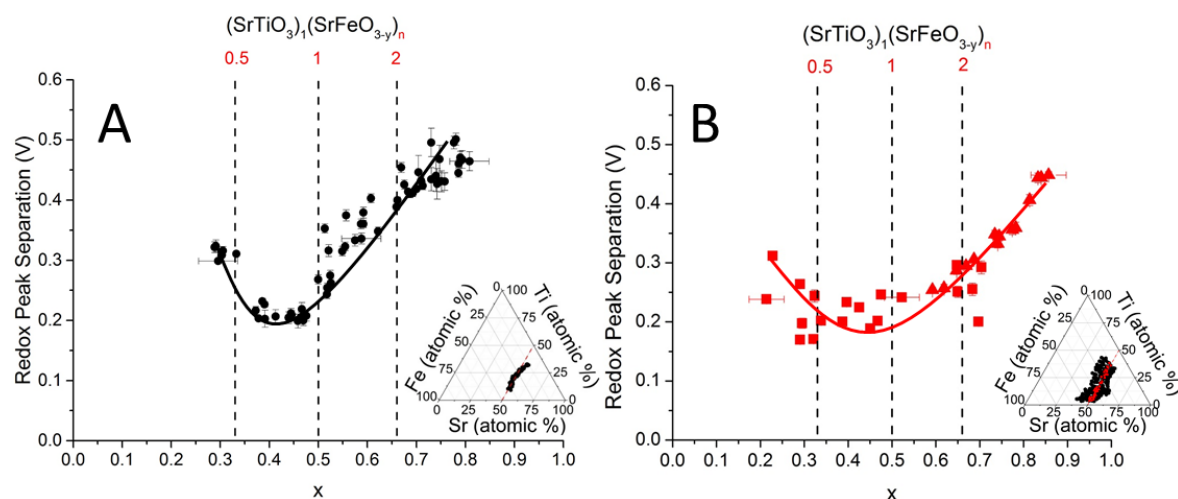 (SrTiO3)1(SrFeO3-y)n
0.5 1 2
A
Redox Peak Separation (V)
0.6
0.5
0.4
0.3
0.2
0.1
0.0
0.0 0.1 0.2 0.3 0.4 0.5 0.6 0.7 0.8 0.9 1.0
x
Fe (atomic %)
Ti (atomic %)
Sr (atomic %)
0 50 100
100 75 50 25 0
0 25 50 75 100
(SrTiO3)1(SrFeO3-y)n
0.5 1 2
B
Redox Peak Separation (V)
0.6
0.5
0.4
0.3
0.2
0.1
0.0
0.0 0.1 0.2 0.3 0.4 0.5 0.6 0.7 0.8 0.9 1.0
x
Fe (atomic %)
Ti (atomic %)
Sr (atomic %)
0 50 100
100 75 50 25 0
0 25 50 75 100